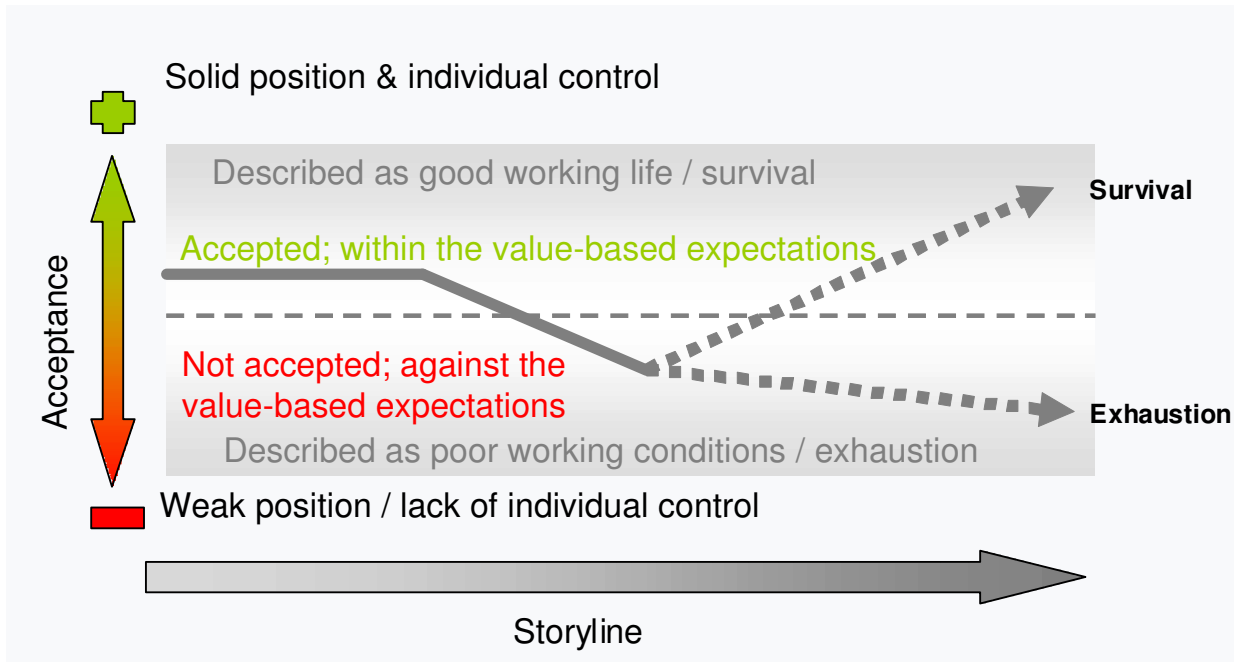 Solid position & individual control
Described as good working life / survival
Survival
Accepted; within the value-based expectations
Acceptance
Not accepted; against the
value-based expectations
Exhaustion
Described as poor working conditions / exhaustion
Weak position / lack of individual control
Storyline